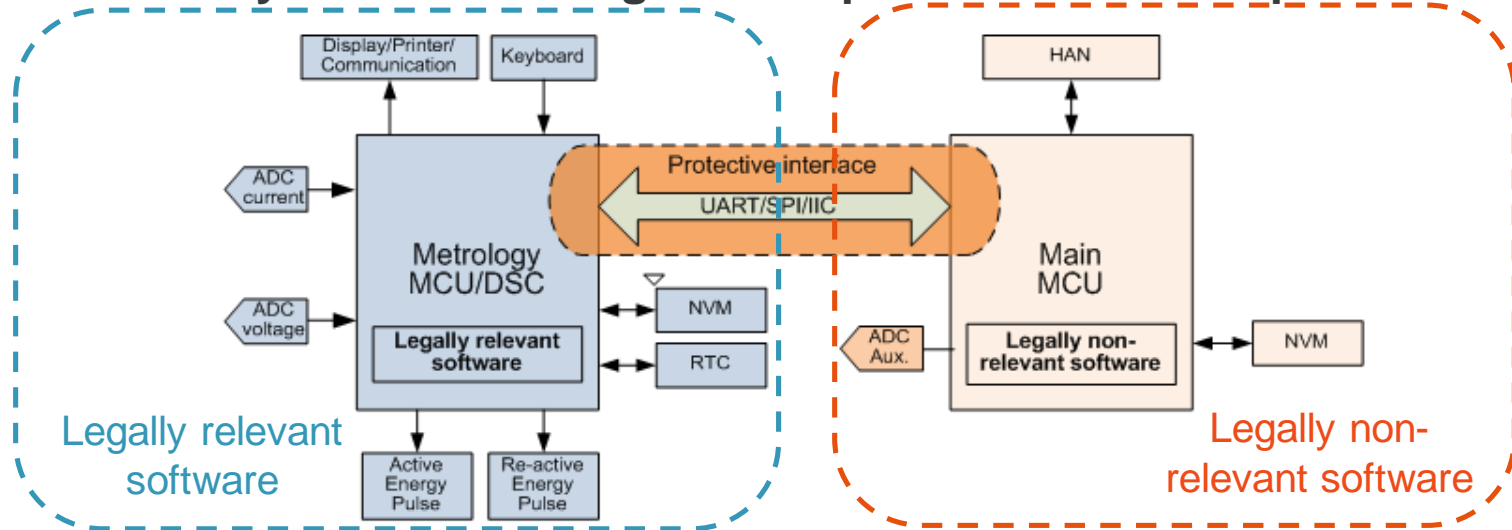 Display/Printer/
Communication
Keyboard
HAN
ADC
current
Protective interface
UART/SPI/IIC
Metrology
MCU/DSC
Main
MCU
ADC
voltage
NVM
Legally relevant
software
RTC
ADC
Aux.
Legally non-
relevant software
NVM
Legally relevant
software
Active
Energy
Pulse
Re-active
Energy
Pulse
Legally non-
relevant software